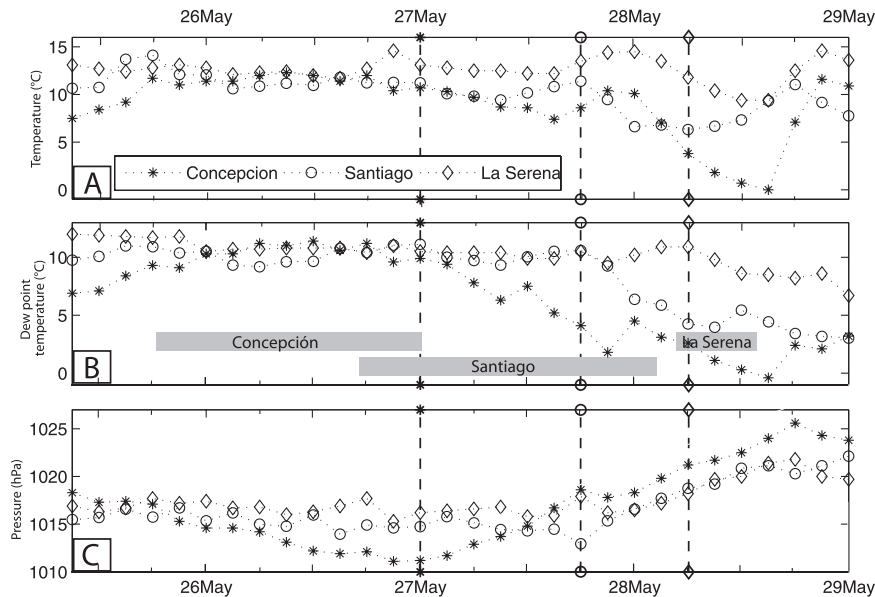 26May 27May 28May 29May
15
10
5
0
Temperature (°C)
A
Concepcion Santiago La Serena
10
5
0
Dew point
temperature (°C)
B
Concepción
Santiago
La Serena
1025
1020
1015
1010
Pressure (hPa)
C
26May 27May 28May 29May